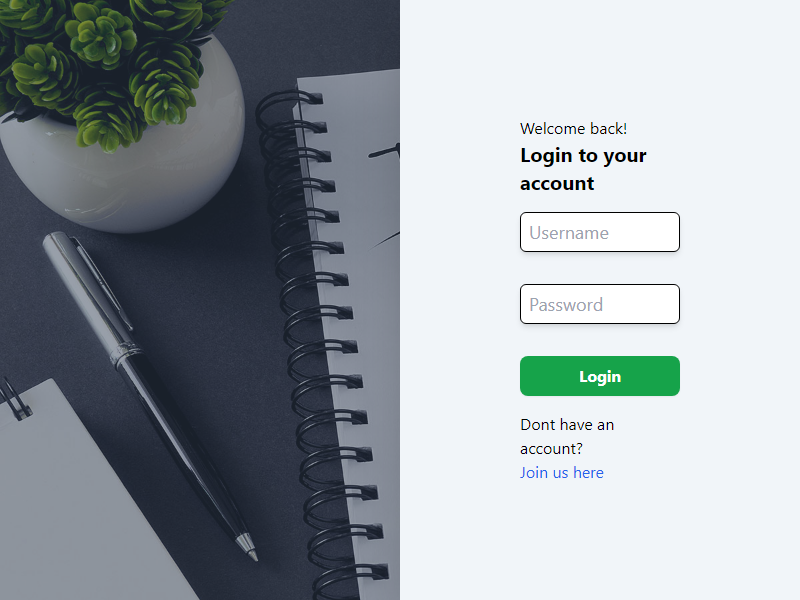 Welcome back!
Login to your
account
Username
Password
Login
Dont have an
account?
Join us here